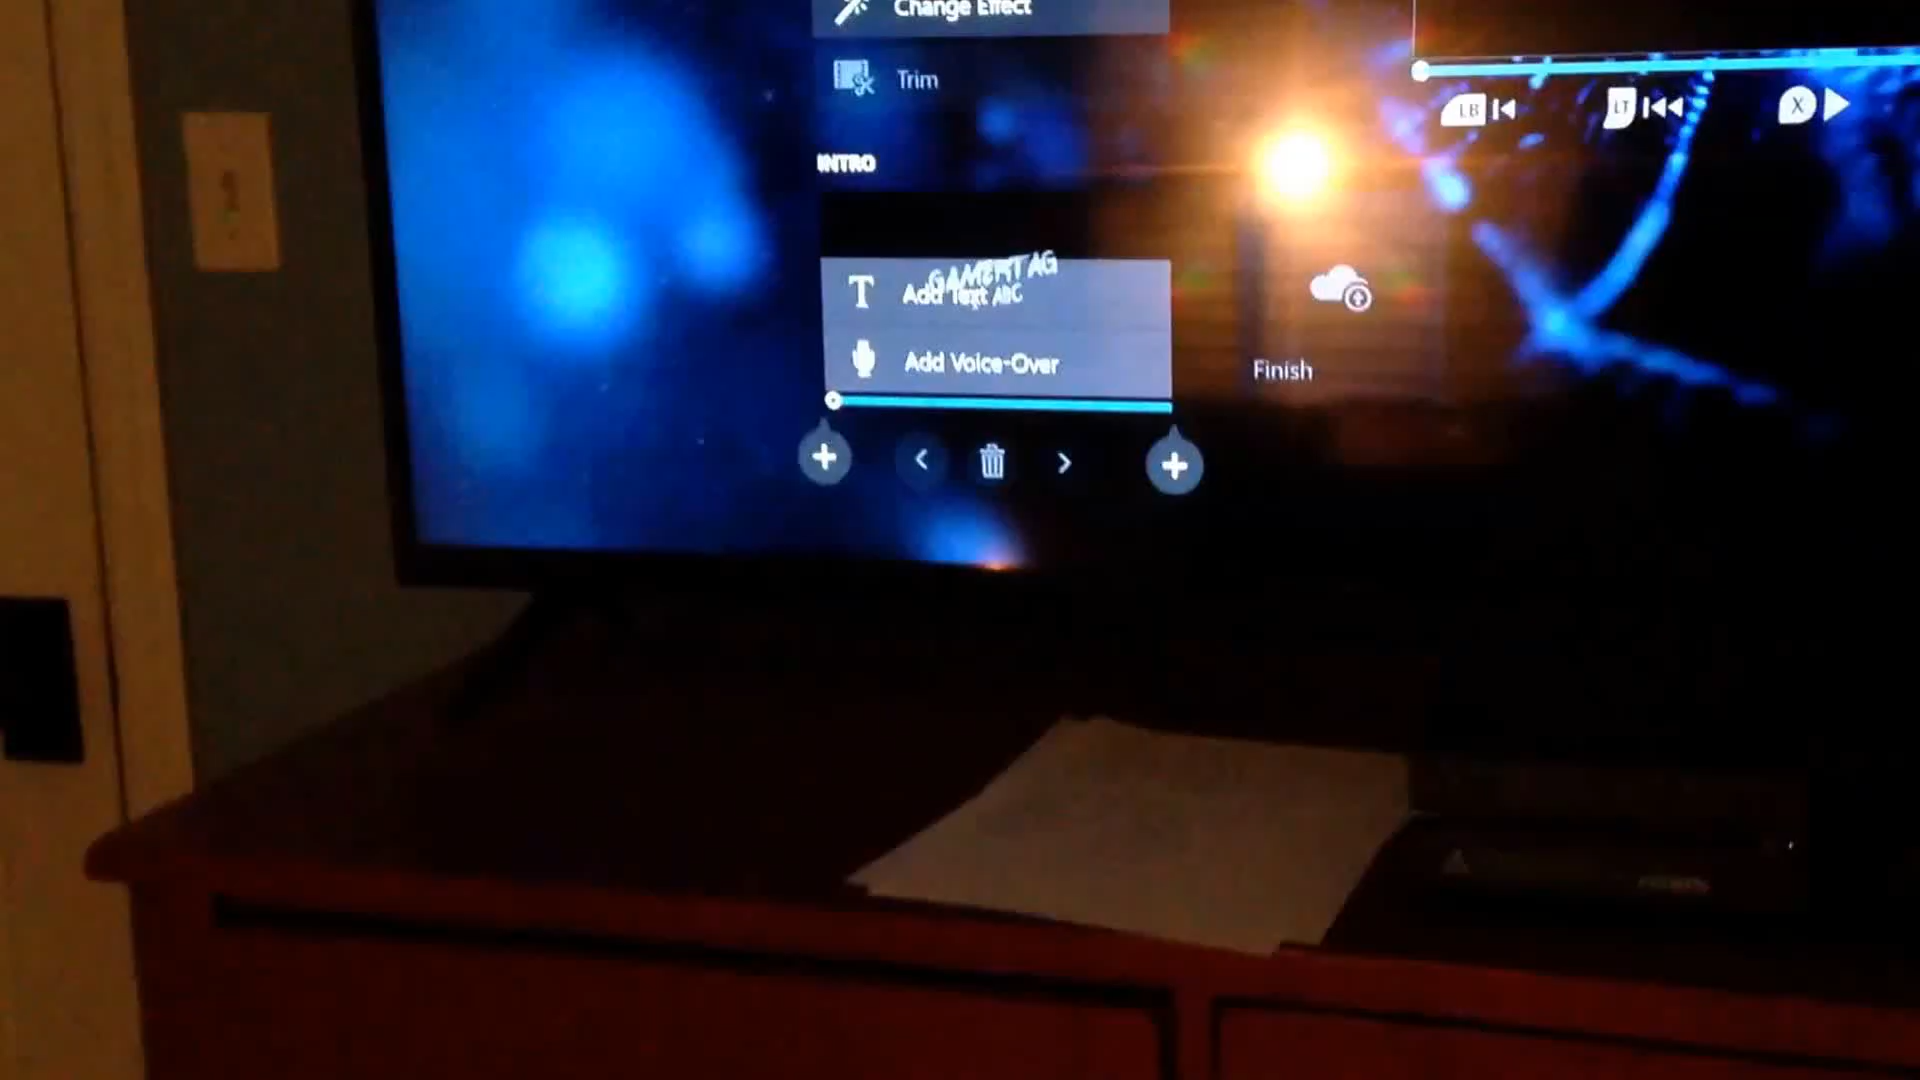 Change Effect
Trim
LB
LT
X
INTRO
GAMERTAG
Add Text ABC
Add Voice-Over
Finish